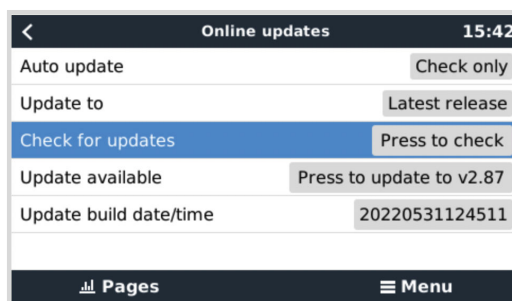 Online updates 15:42
Auto update Check only
Update to Latest release
Check for updates Press to check
Update available Press to update to v2.87
Update build date/time 20220531124511
Pages Menu